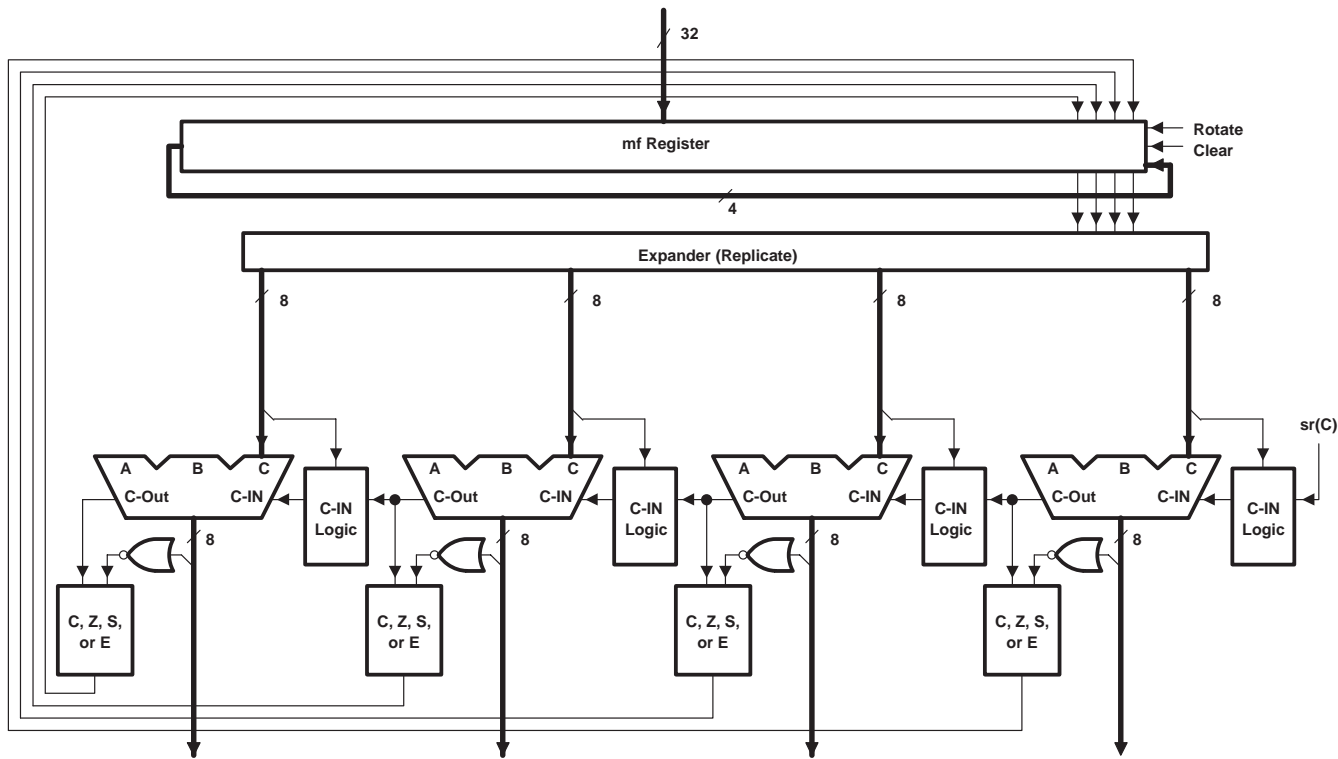 32
mf Register
Rotate
Clear
4
Expander (Replicate)
8
8
8
8
sr(C)
A B C
C-Out C-IN
C-IN
Logic
A B C
C-Out C-IN
C-IN
Logic
A B C
C-Out C-IN
C-IN
Logic
A B C
C-Out C-IN
C-IN
Logic
8
8
8
8
C, Z, S,
or E
C, Z, S,
or E
C, Z, S,
or E
C, Z, S,
or E